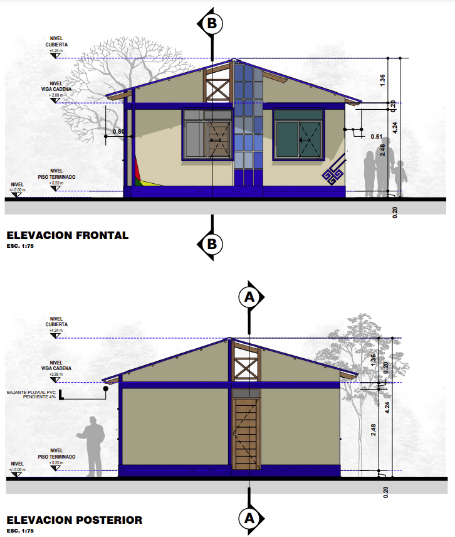 B
NIVEL
CUBIERTA
NIVEL
VIGA CADENA
NIVEL
PISO TERMINADO
NIVEL
0.80
0.61
1.36
0.20
4.24
2.48
0.20
B
ELEVACION FRONTAL
ESC. 1:75
A
NIVEL
CUBIERTA
NIVEL
VIGA CADENA
BAJANTE PLUVIAL PVC
PENDIENTE 4%
NIVEL
PISO TERMINADO
NIVEL
1.36
0.20
4.24
2.48
0.20
A
ELEVACION POSTERIOR
ESC. 1:75